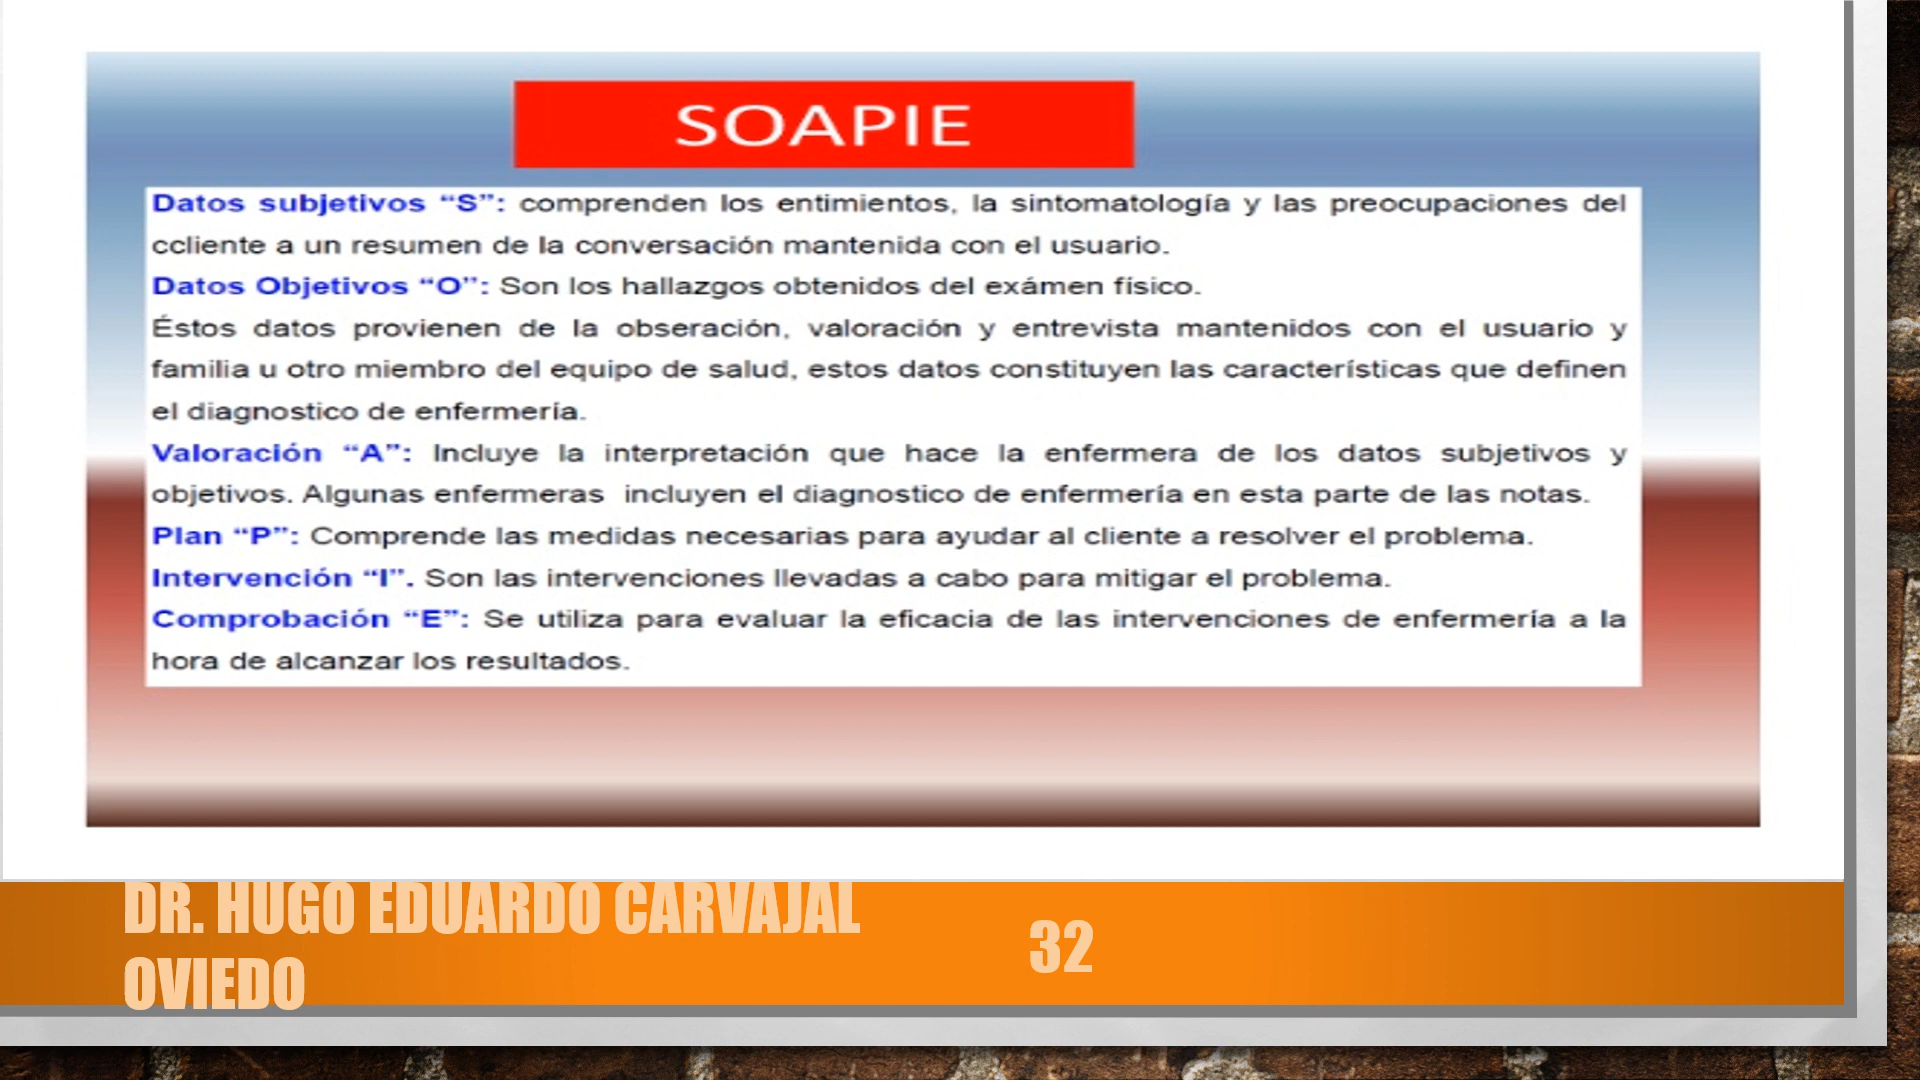 SOAPIE
Datos subjetivos “S”: comprenden los entimientos, la sintomatología y las preocupaciones del
ccliente a un resumen de la conversación mantenida con el usuario.
Datos Objetivos “O”: Son los hallazgos obtenidos del exámen físico.
Éstos datos provienen de la obseración, valoración y entrevista mantenidos con el usuario y
familia u otro miembro del equipo de salud, estos datos constituyen las características que definen
el diagnostico de enfermería.
Valoración “A”: Incluye la interpretación que hace la enfermera de los datos subjetivos y
objetivos. Algunas enfermeras incluyen el diagnostico de enfermería en esta parte de las notas.
Plan “P”: Comprende las medidas necesarias para ayudar al cliente a resolver el problema.
Intervención “I”. Son las intervenciones llevadas a cabo para mitigar el problema.
Comprobación “E”: Se utiliza para evaluar la eficacia de las intervenciones de enfermería a la
hora de alcanzar los resultados.
DR. HUGO EDUARDO CARVAJAL
OVIEDO
32